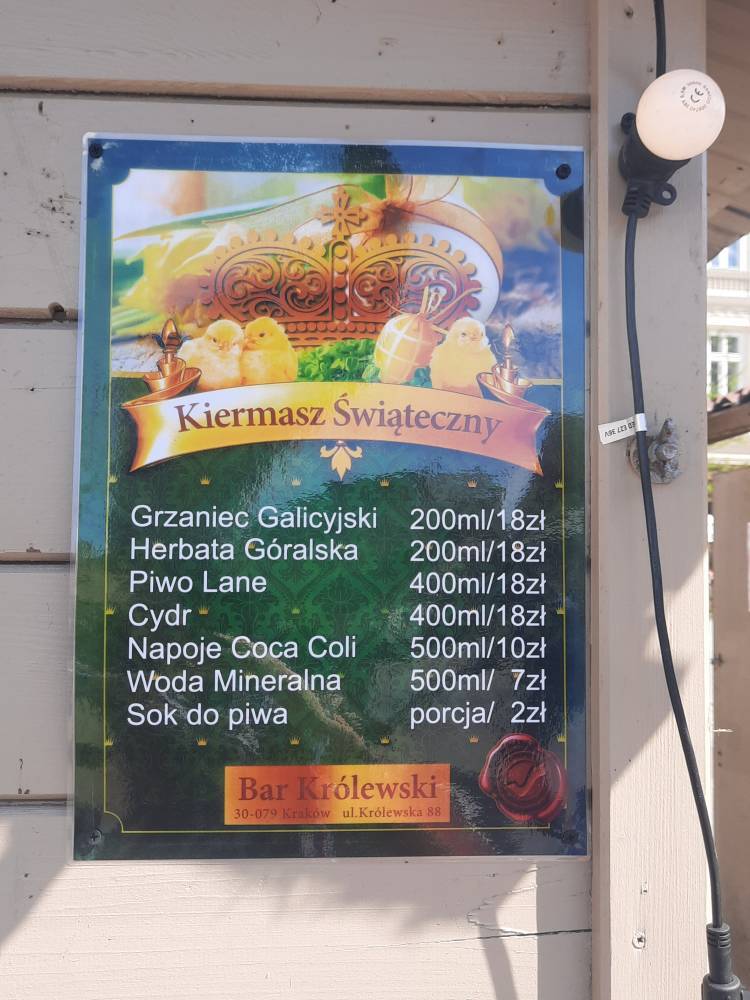 Kiermasz Świąteczny
Grzaniec Galicyjski 200ml/18zł
Herbata Góralska 200ml/18zł
Piwo Lane 400ml/18zł
Cydr 400ml/18zł
Napoje Coca Coli 500ml/10zł
Woda Mineralna 500ml/ 7zł
Sok do piwa porcja/ 2zł
Bar Królewski
30-079 Kraków ul.Królewska 88